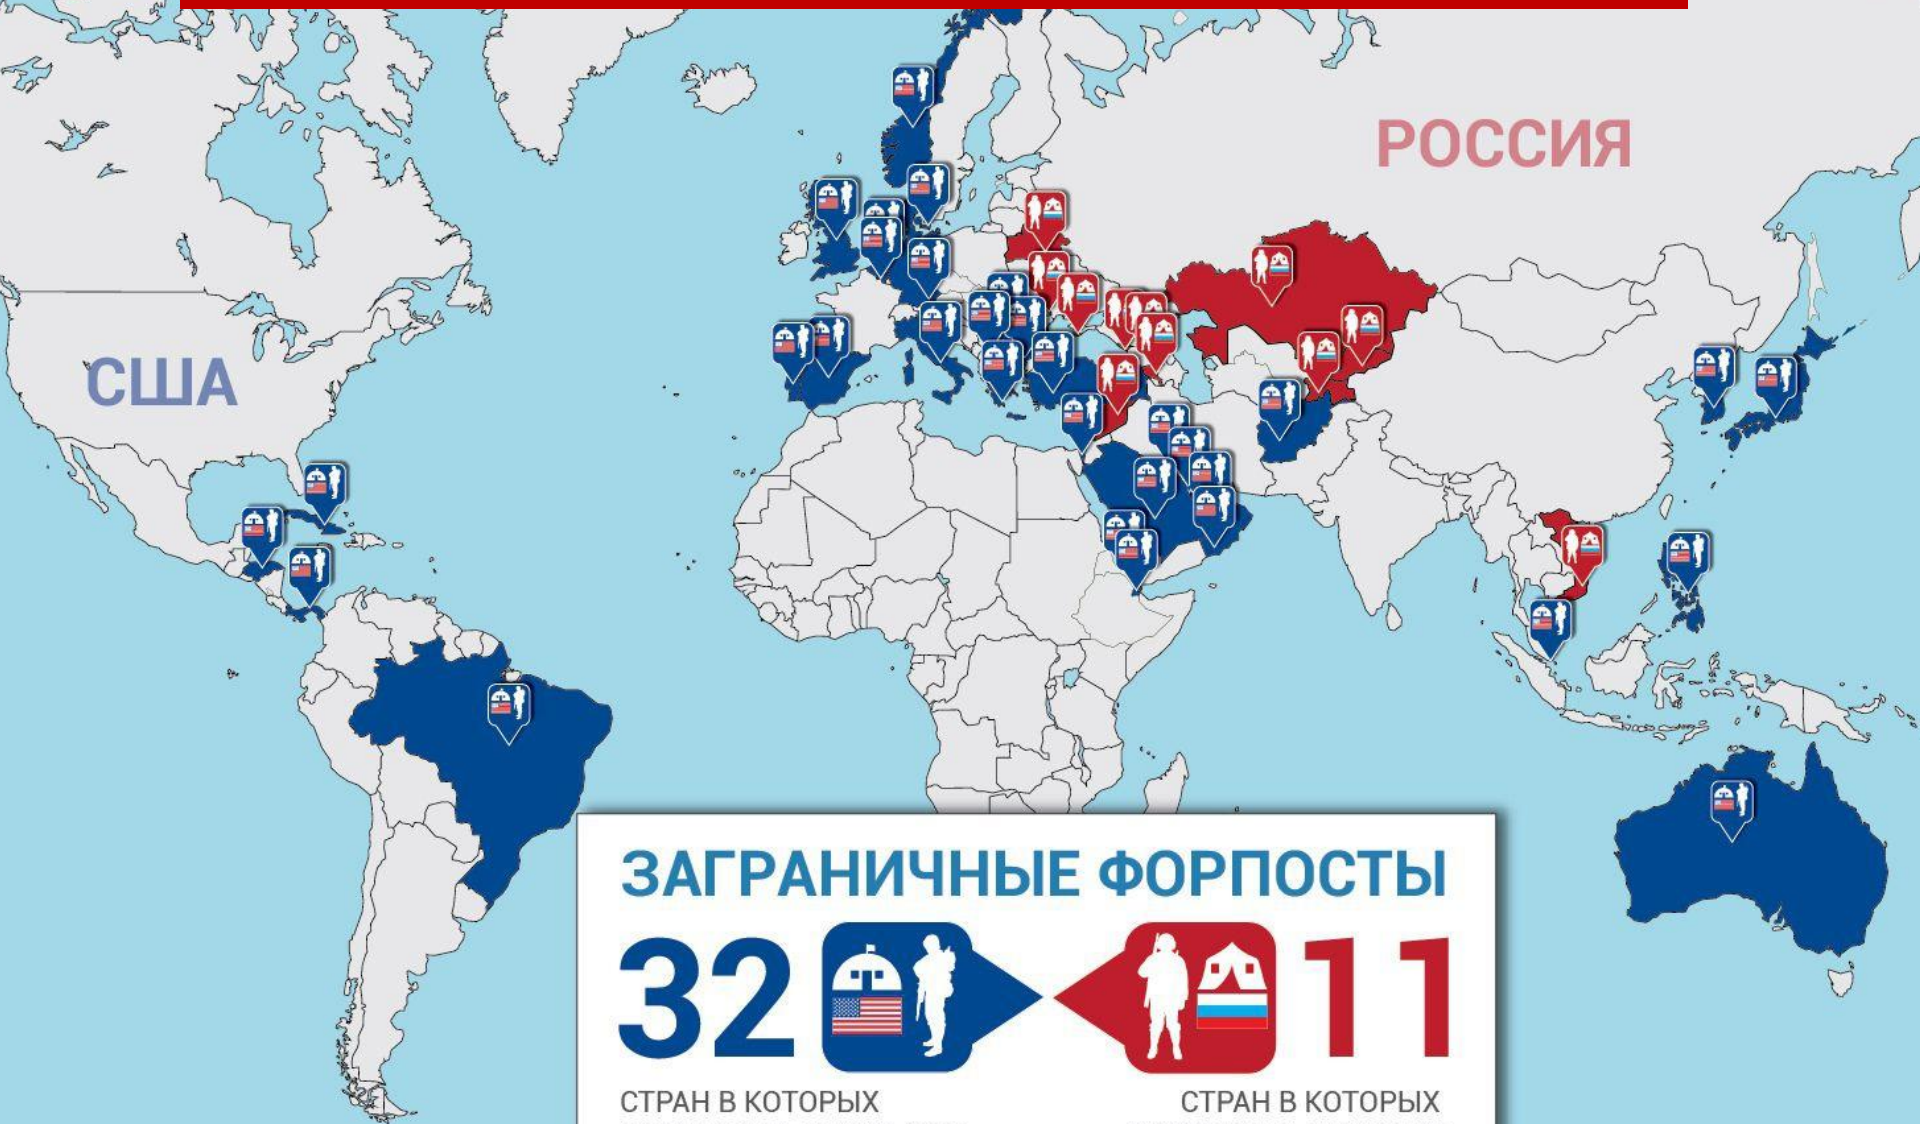 РОССИЯ
США
ЗАГРАНИЧНЫЕ ФОРПОСТЫ
32 11
СТРАН В КОТОРЫХ СТРАН В КОТОРЫХ